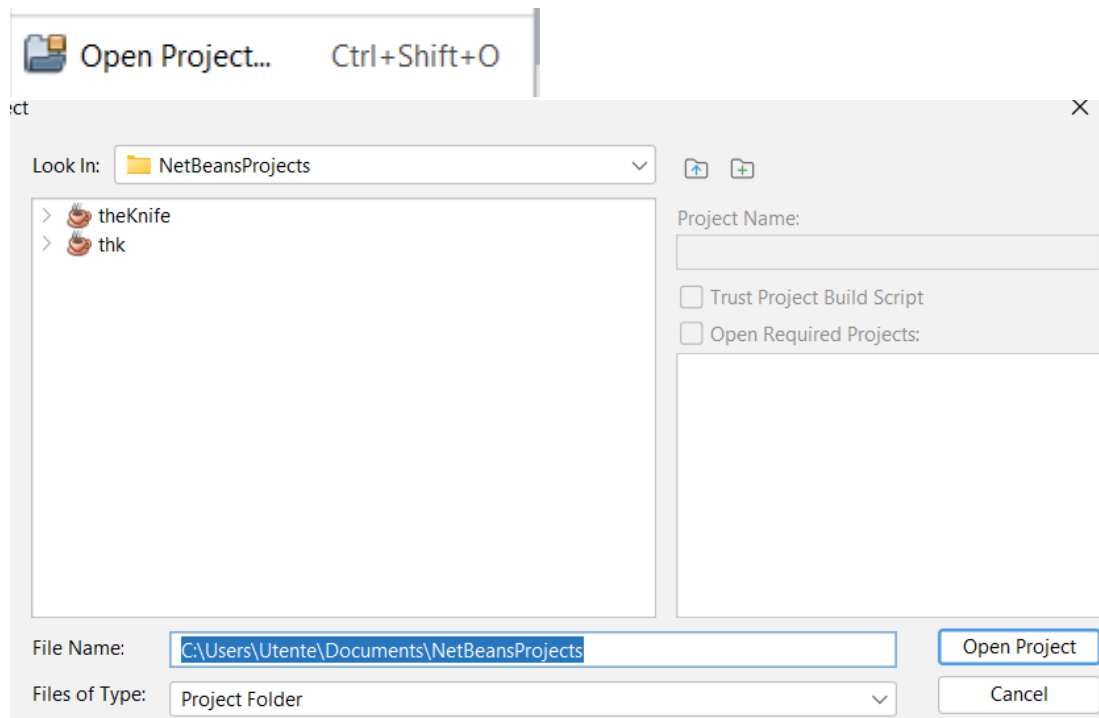 Open Project... Ctrl+Shift+O
ect
Look In: NetBeansProjects
theKnife
thk
Project Name:
Trust Project Build Script
Open Required Projects:
File Name: C:\Users\Utente\Documents\NetBeansProjects Open Project
Files of Type: Project Folder Cancel